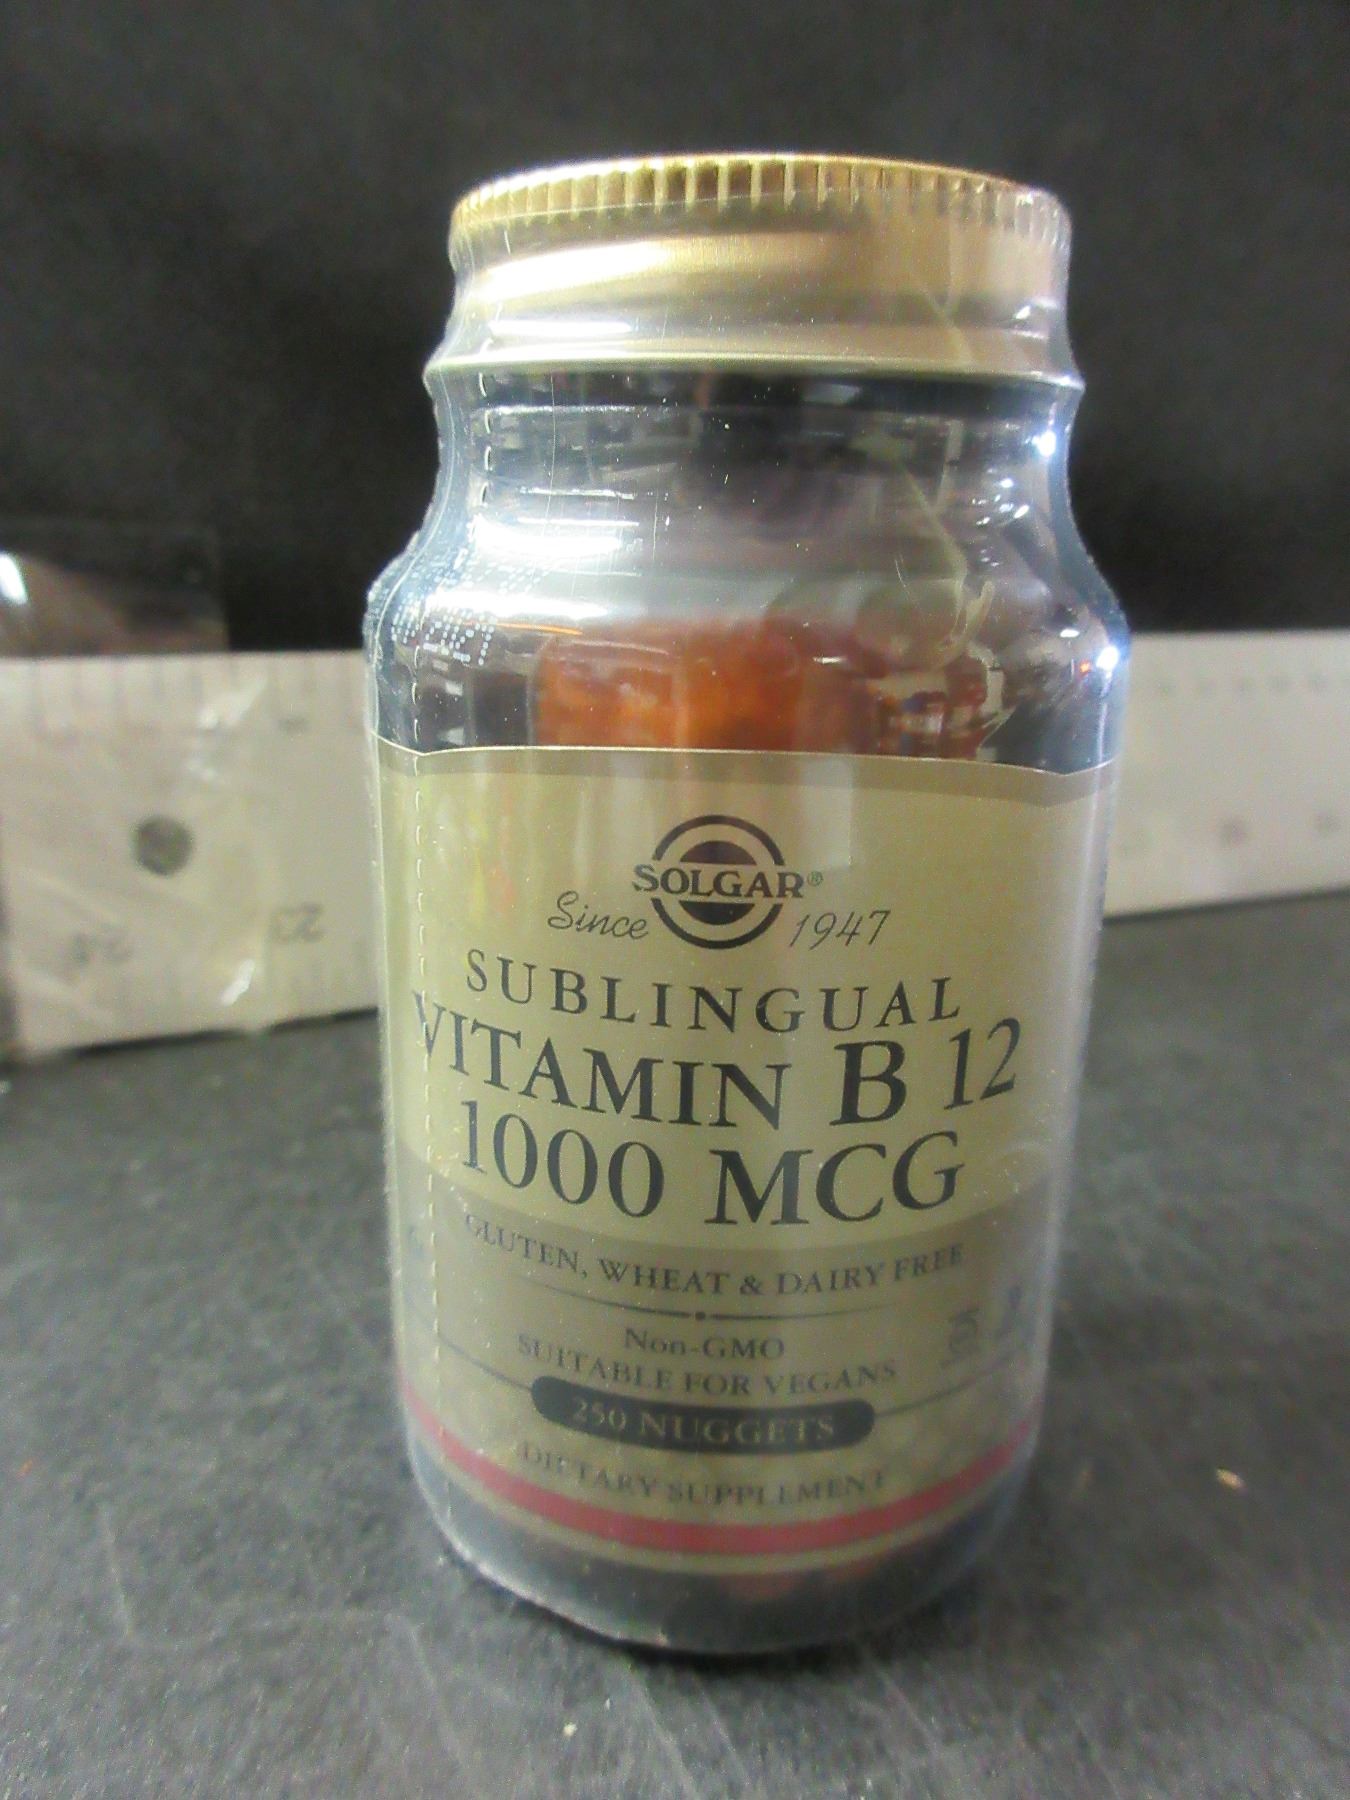 SOLGAR®
Since 1947
SUBLINGUAL
VITAMIN B 12
1000 MCG
GLUTEN, WHEAT & DAIRY FREE
Non-GMO
SUITABLE FOR VEGANS
250 NUGGETS
DIETARY SUPPLEMENT